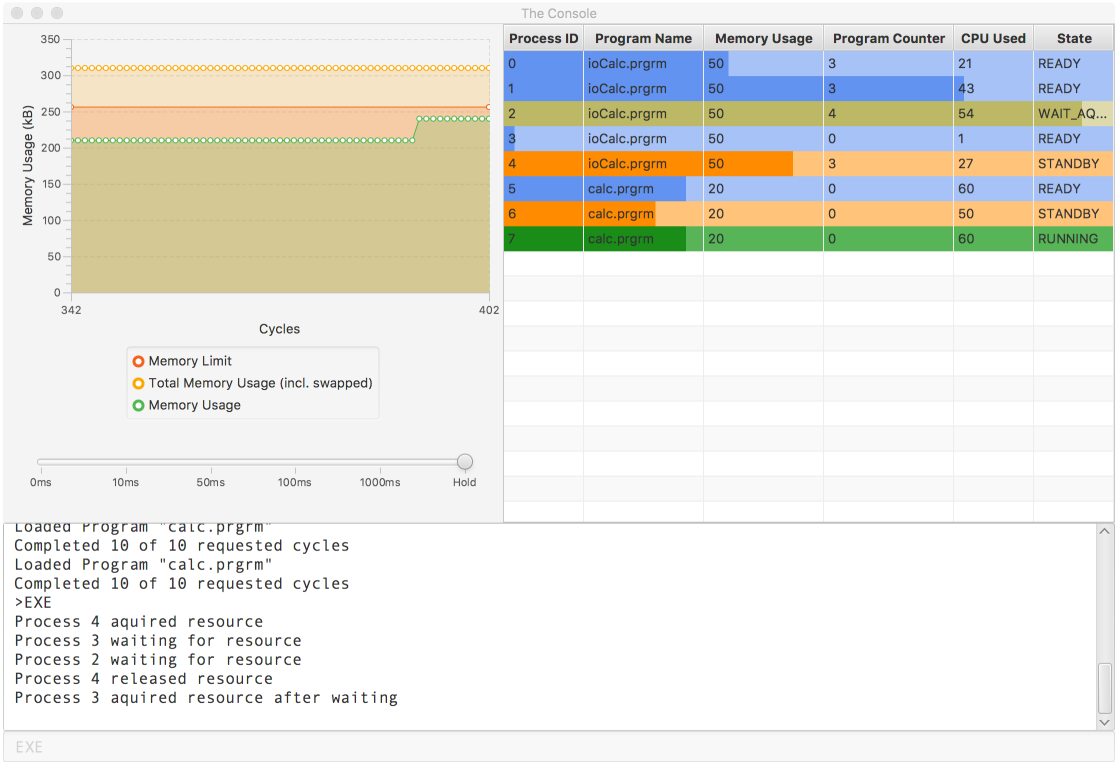 The Console
350
300
250
200
150
100
50
0
Memory Usage (kB)
342
402
Cycles
Memory Limit
Total Memory Usage (incl. swapped)
Memory Usage
0ms 10ms 50ms 100ms 1000ms Hold
Process ID Program Name Memory Usage Program Counter CPU Used State
0 ioCalc.prgrm 50 3 21 READY
1 ioCalc.prgrm 50 3 43 READY
2 ioCalc.prgrm 50 4 54 WAIT_AQ...
3 ioCalc.prgrm 50 0 1 READY
4 ioCalc.prgrm 50 3 27 STANDBY
5 calc.prgrm 20 0 60 READY
6 calc.prgrm 20 0 50 STANDBY
7 calc.prgrm 20 0 60 RUNNING
Loaded Program "calc.prgrm"
Completed 10 of 10 requested cycles
Loaded Program "calc.prgrm"
Completed 10 of 10 requested cycles
>EXE
Process 4 aquired resource
Process 3 waiting for resource
Process 2 waiting for resource
Process 4 released resource
Process 3 aquired resource after waiting
EXE